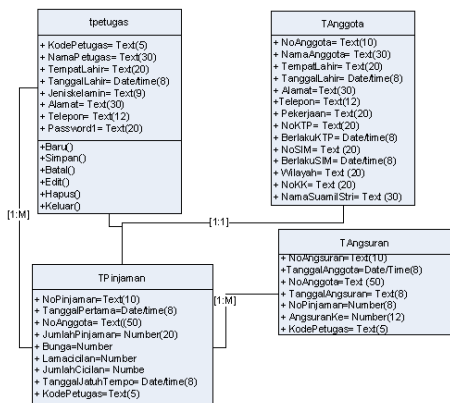 tpetugas
+ KodePetugas= Text(5)
+ NamaPetugas= Text(30)
+ TempatLahir= Text(20)
+ TanggalLahir= Date/time(8)
+ Jeniskelamin= Text(9)
+ Alamat= Text(30)
+ Telepon= Text(12)
+ Password1= Text(20)
+Baru()
+Simpan()
+Batal()
+Edit()
+Hapus()
+Keluar()
TAnggota
+ NoAnggota= Text(10)
+ NamaAnggota= Text(30)
+ TempatLahir= Text(20)
+ TanggalLahir= Date/time(8)
+ Alamat=Text(30)
+Telepon= Text(12)
+ Pekerjaan= Text(20)
+ NoKTP= Text(20)
+ BerlakuKTP= Date/time(8)
+ NoSIM= Text (20)
+ BerlakuSIM= Date/time(8)
+ Wilayah= Text (20)
+ NoKK= Text (20)
+ NamaSuamiIStri= Text (30)
[1:M]
[1:1]
TPinjaman
+ NoPinjaman= Text(10)
+ TanggalPertama=Date/time(8)
+ NoAnggota= Text((50)
+ JumlahPinjaman= Number(20)
+ Bunga=Number
+ Lamacicilan=Number
+ JumlahCicilan= Numbe
+ TanggalJatuhTempo= Date/time(8)
+ KodePetugas=Text(5)
[1:M]
TAngsuran
+ NoAngsuran= Text(10)
+TanggalAnggota=Date/Time(8)
+ NoAnggota=Text (50)
+ TanggalAngsuran= Text(8)
+ NoPinjaman=Number(8)
+ AngsuranKe= Number(12)
+ KodePetugas= Text(5)